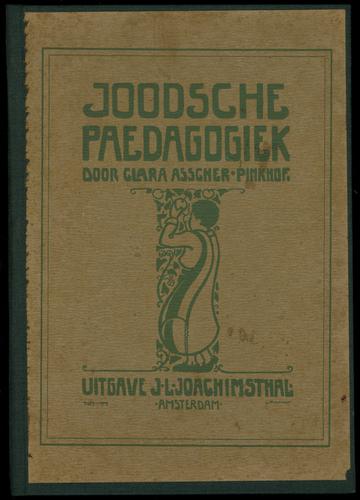 JOODSCHE
PAEDAGOGIEK
DOOR CLARA ASSCHER-PINKHOF.
UITGAVE J·L·JOACHIMSTHAL
·AMSTERDAM·